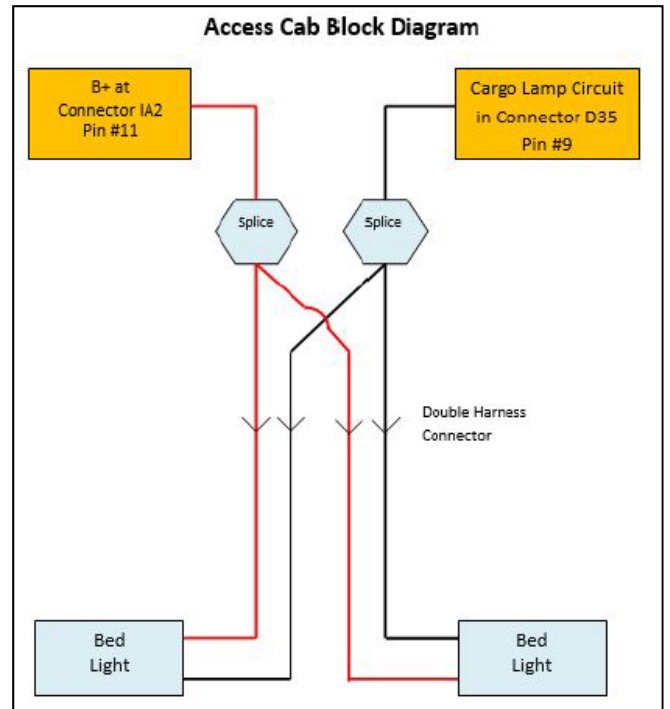 Access Cab Block Diagram
B+ at
Connector IA2
Pin #11
Cargo Lamp Circuit
in Connector D35
Pin #9
Splice
Splice
Double Harness
Connector
Bed
Light
Bed
Light